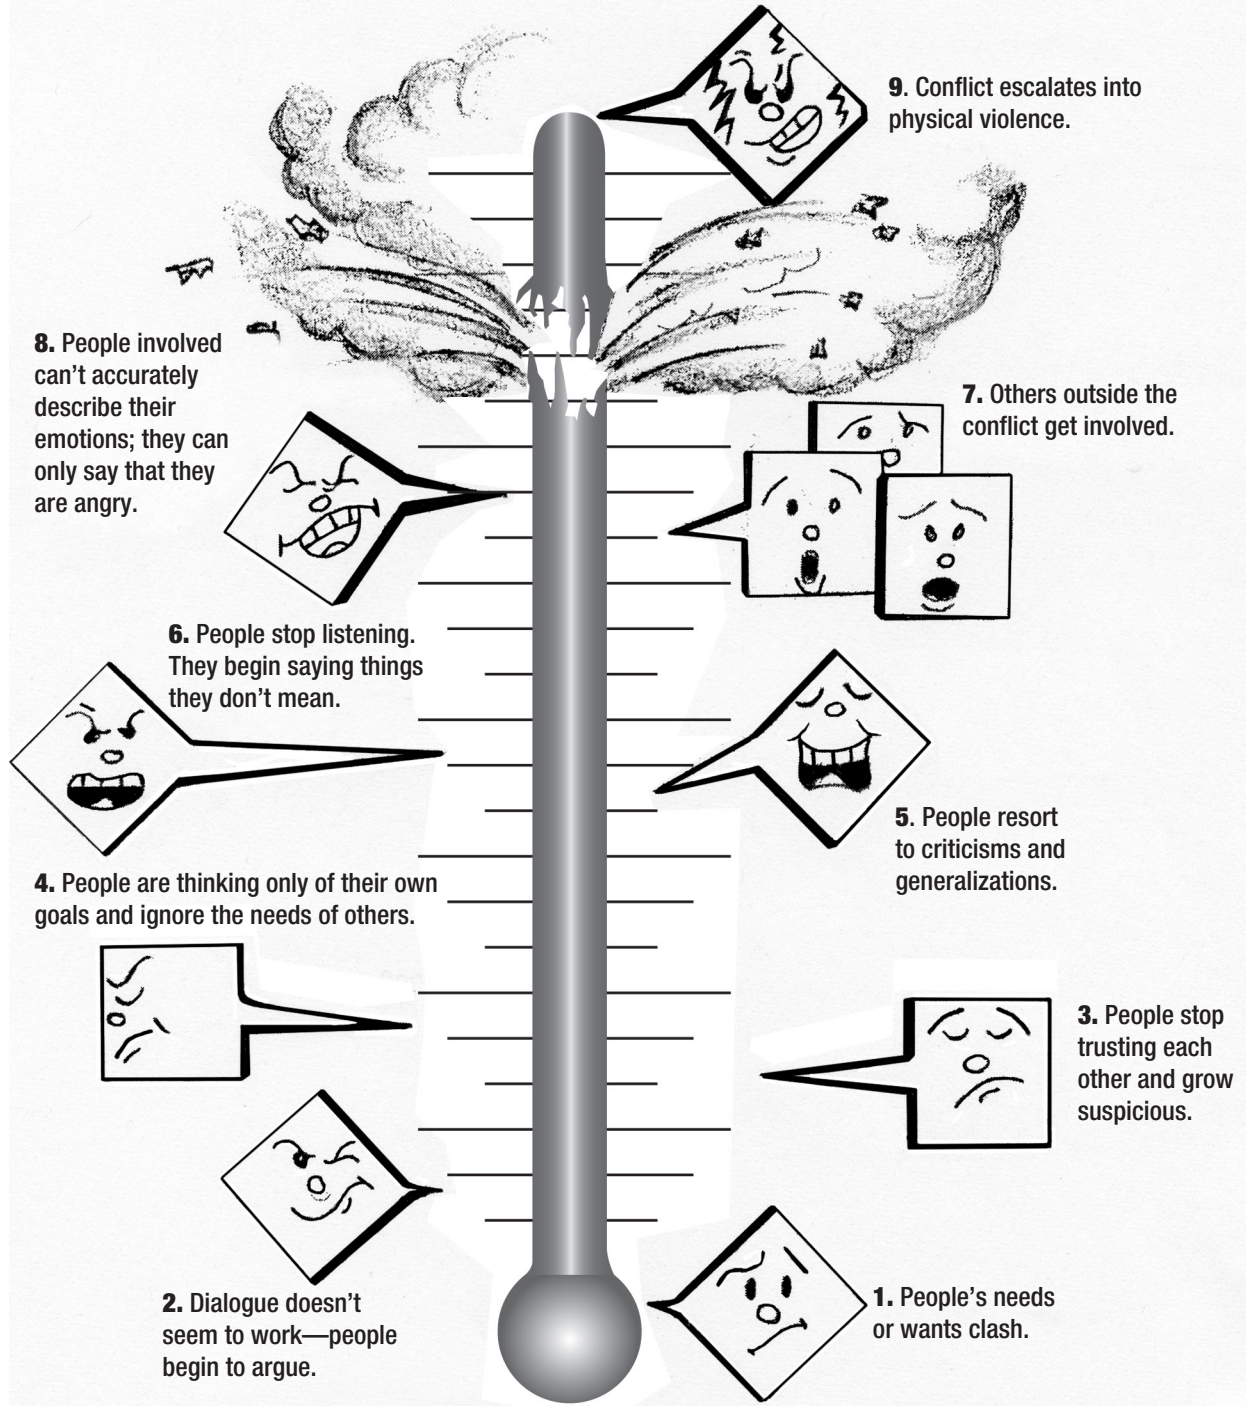 9. Conflict escalates into
physical violence.
8. People involved
can't accurately
describe their
emotions; they can
only say that they
are angry.
7. Others outside the
conflict get involved.
6. People stop listening.
They begin saying things
they don't mean.
5. People resort
to criticisms and
generalizations.
4. People are thinking only of their own
goals and ignore the needs of others.
3. People stop
trusting each
other and grow
suspicious.
2. Dialogue doesn't
seem to work—people
begin to argue.
1. People's needs
or wants clash.